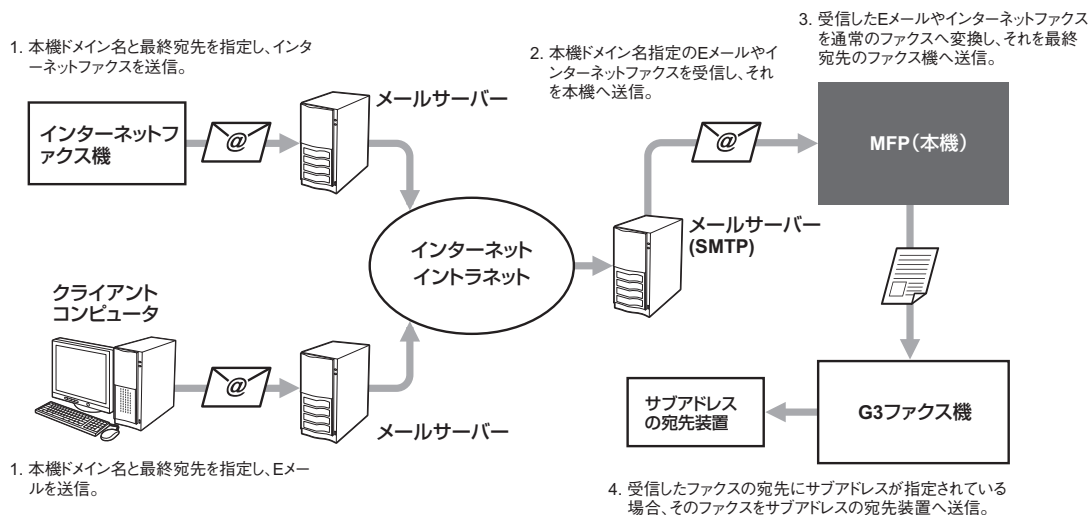 1. 本機ドメイン名と最終宛先を指定し、インタ
ーネットファクスを送信。
2. 本機ドメイン名指定のEメールやイ
ンターネットファクスを受信し、それ
を本機へ送信。
3. 受信したEメールやインターネットファクス
を通常のファクスへ変換し、それを最終
宛先のファクス機へ送信。
インターネットフ
ァクス機
@
メールサーバー
@
MFP（本機）
インターネット
イントラネット
メールサーバー
(SMTP)
クライアント
コンピュータ
@
メールサーバー
サブアドレス
の宛先装置
G3ファクス機
1. 本機ドメイン名と最終宛先を指定し、Eメー
ルを送信。
4. 受信したファクスの宛先にサブアドレスが指定されている
場合、そのファクスをサブアドレスの宛先装置へ送信。